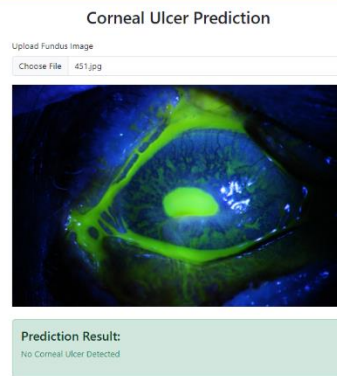 Corneal Ulcer Prediction
Upload Fundus Image
Choose File 451.jpg
Prediction Result:
No Corneal Ulcer Detected